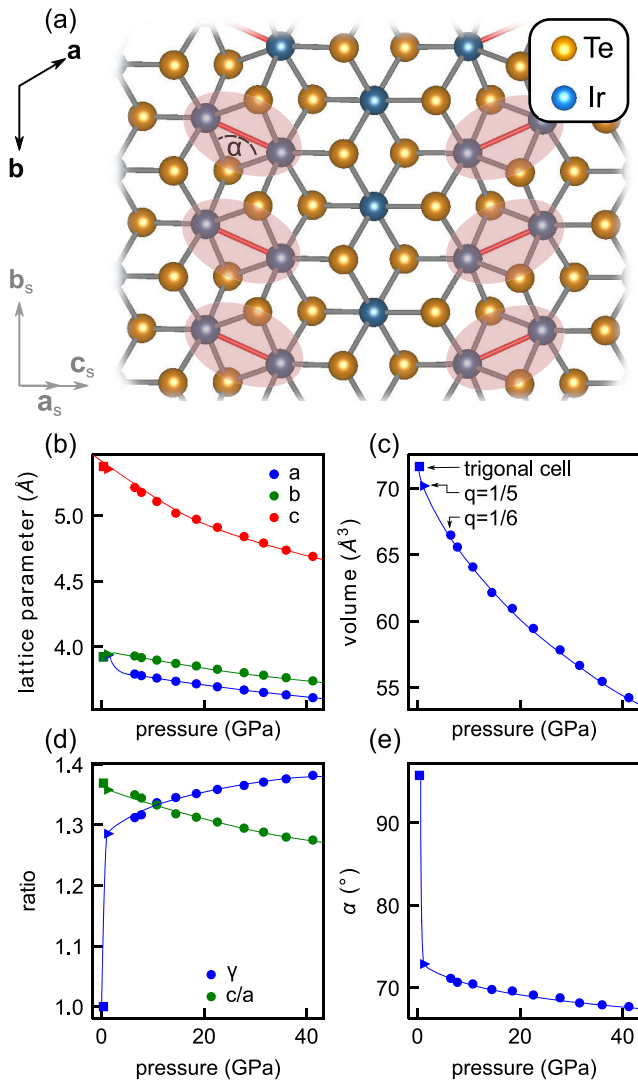 (a)
a
b
Te
Ir
α
b_s
c_s
a_s
(b)
lattice parameter (Å)
5.0
4.5
4.0
a
b
c
pressure (GPa)
(c)
volume (Å³)
70
65
60
55
trigonal cell
q=1/5
q=1/6
pressure (GPa)
(d)
ratio
1.4
1.3
1.2
1.1
1.0
γ
c/a
0 20 40
pressure (GPa)
(e)
α (°)
90
80
70
0 20 40
pressure (GPa)